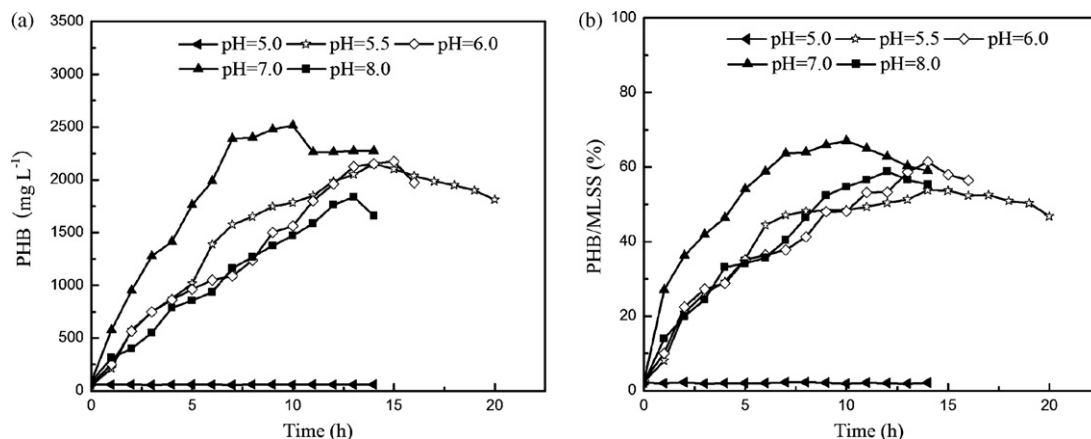 (a)
3500
3000
2500
2000
1500
1000
500
0
PHB (mg L⁻¹)
pH=5.0 pH=5.5 pH=6.0
pH=7.0 pH=8.0
0 5 10 15 20
Time (h)
(b)
100
80
60
40
20
0
PHB/MLSS (%)
pH=5.0 pH=5.5 pH=6.0
pH=7.0 pH=8.0
0 5 10 15 20
Time (h)